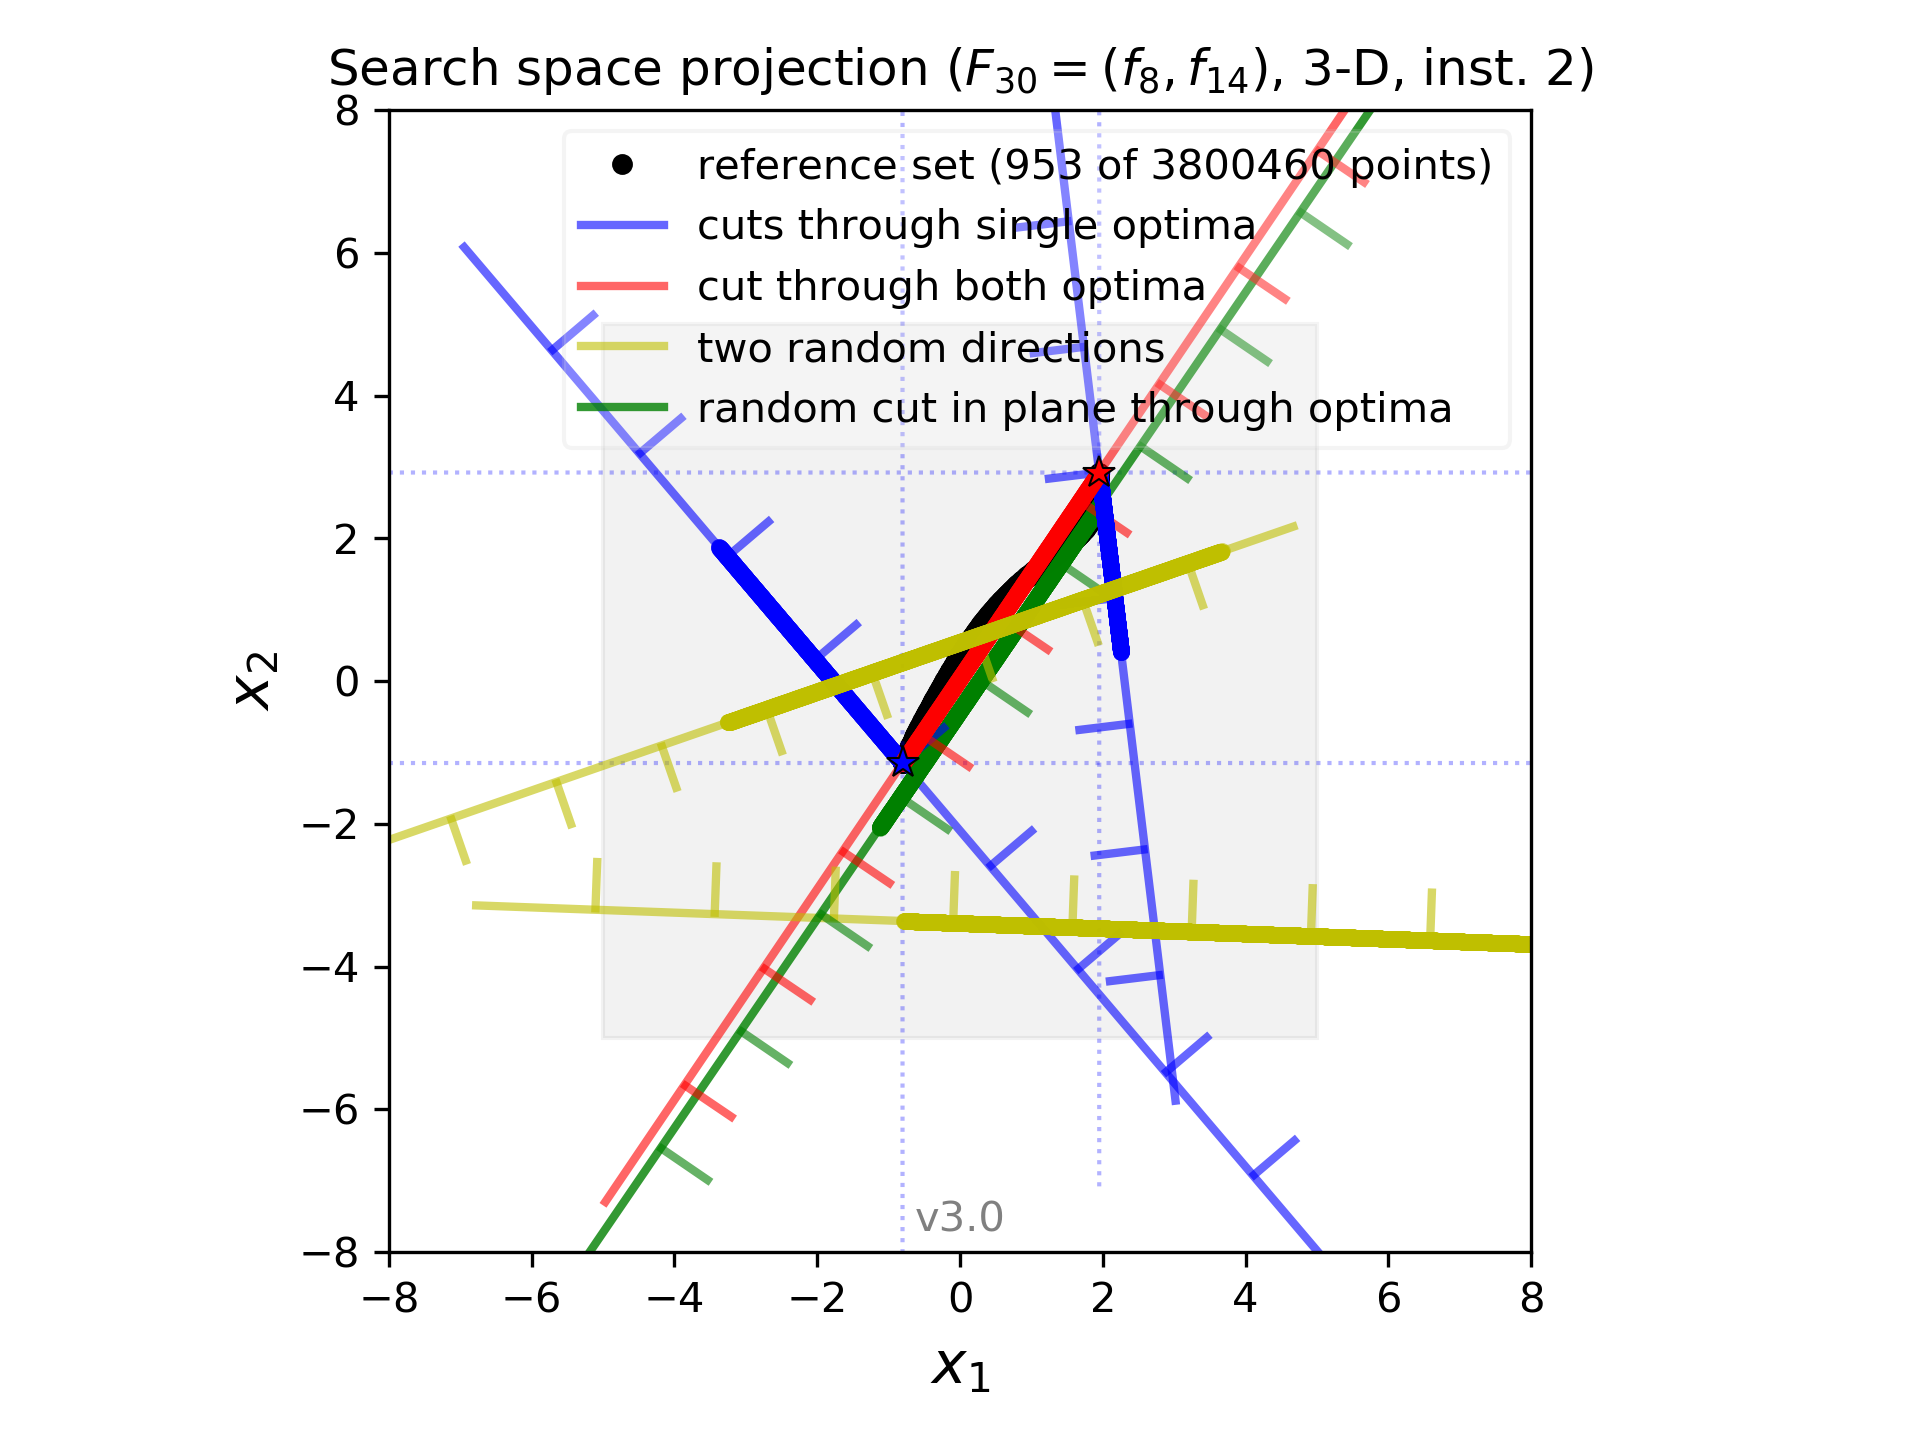 Search space projection (F30 = (f8, f14), 3-D, inst. 2)
reference set (953 of 3800460 points)
cuts through single optima
cut through both optima
two random directions
random cut in plane through optima
8
6
4
2
0
−2
−4
−6
−8
x2
v3.0
−8 −6 −4 −2 0 2 4 6 8
x1